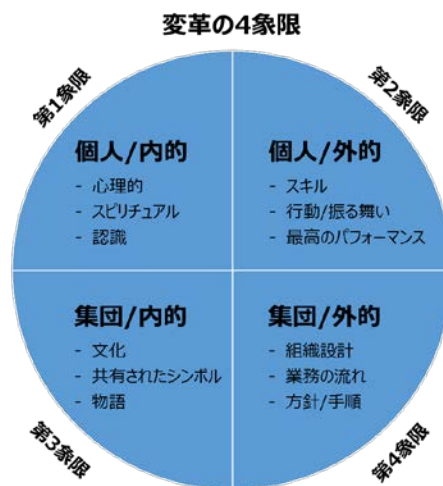 変革の4象限
第1象限
第2象限
個人/内的
- 心理的
- スピリチュアル
- 認識
個人/外的
- スキル
- 行動/振る舞い
- 最高のパフォーマンス
集団/内的
- 文化
- 共有されたシンボル
- 物語
集団/外的
- 組織設計
- 業務の流れ
- 方針/手順
第3象限
第4象限